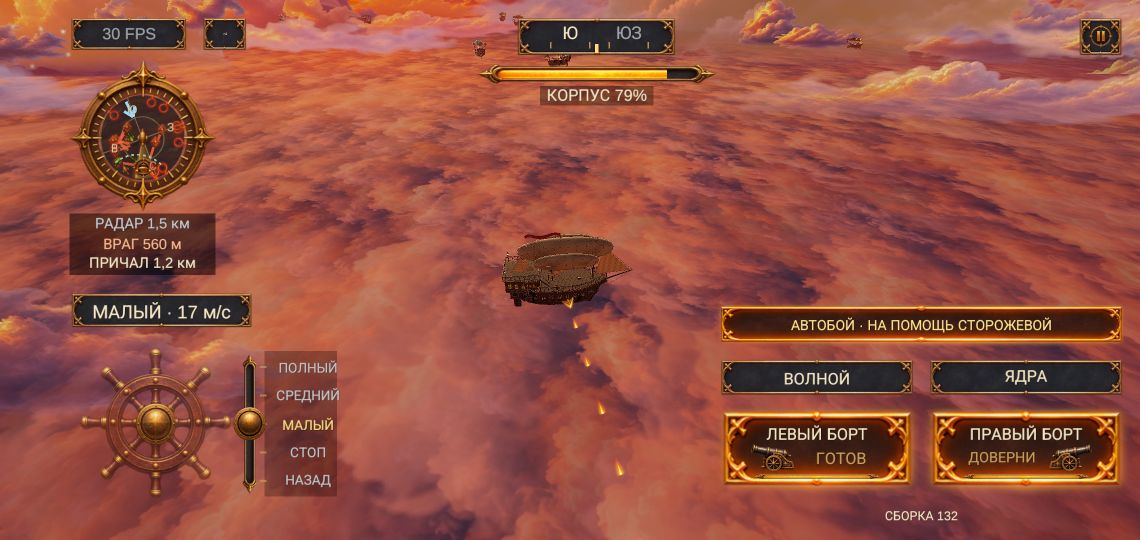 30 FPS
Ю ЮЗ
КОРПУС 79%
З
В
РАДАР 1,5 км
ВРАГ 560 м
ПРИЧАЛ 1,2 км
МАЛЫЙ · 17 м/с
ПОЛНЫЙ
СРЕДНИЙ
МАЛЫЙ
СТОП
НАЗАД
АВТОБОЙ · НА ПОМОЩЬ СТОРОЖЕВОЙ
ВОЛНОЙ
ЯДРА
ЛЕВЫЙ БОРТ
ГОТОВ
ПРАВЫЙ БОРТ
ДОВЕРНИ
СБОРКА 132